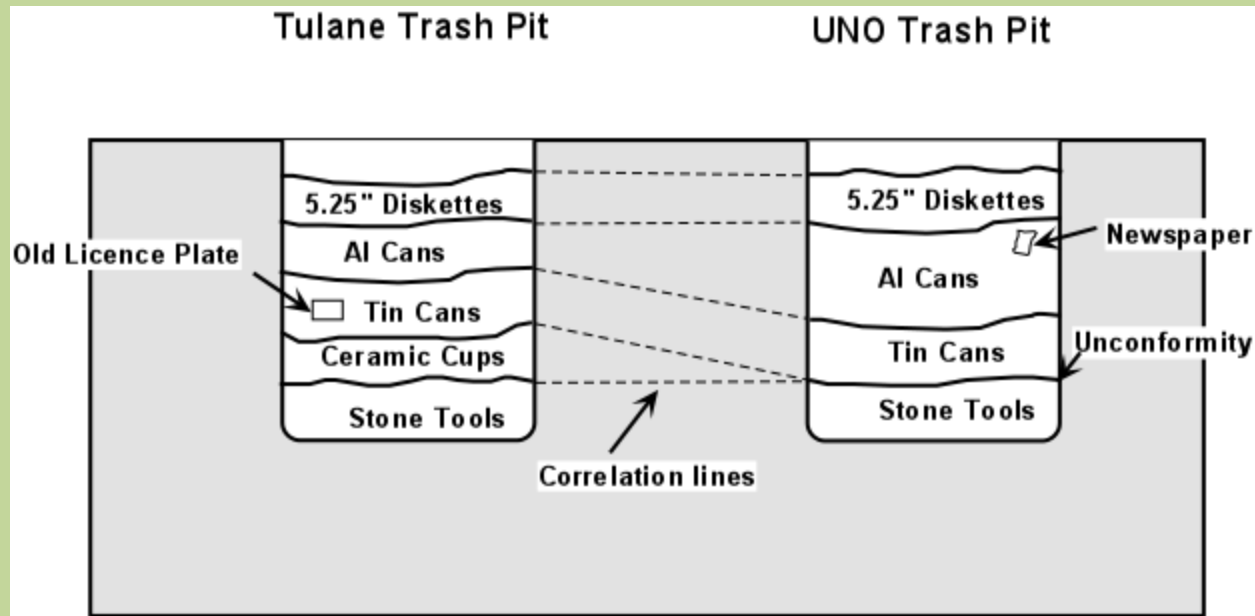 Tulane Trash Pit
UNO Trash Pit
5.25" Diskettes
5.25" Diskettes
Old Licence Plate
Al Cans
Newspaper
Al Cans
Tin Cans
Unconformity
Ceramic Cups
Tin Cans
Stone Tools
Stone Tools
Correlation lines